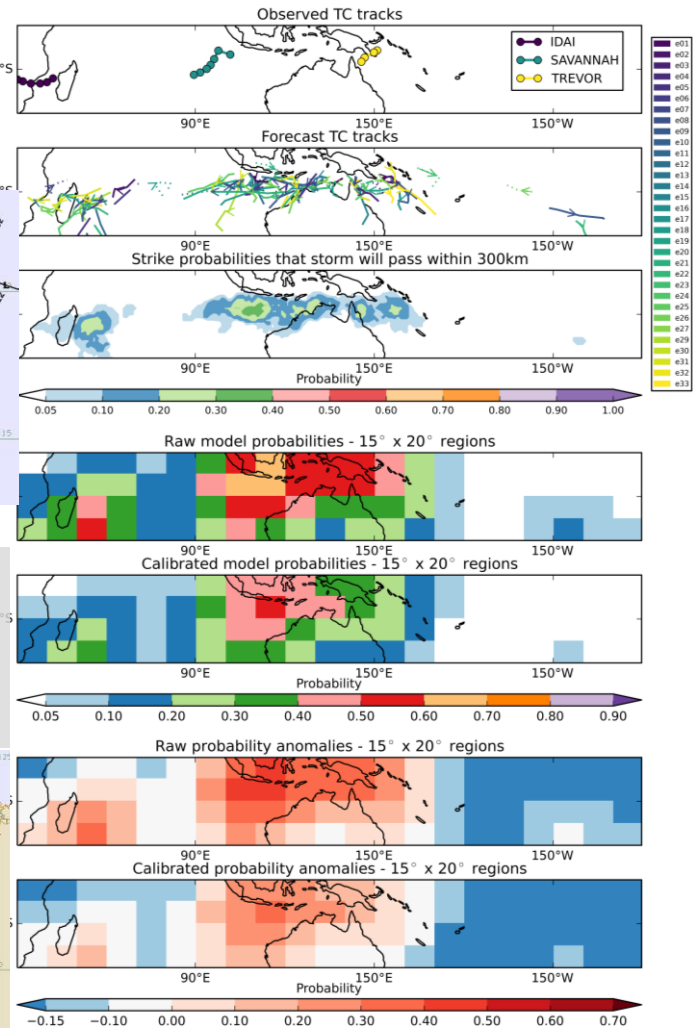 Observed TC tracks
IDAI
SAVANNAH
TREVOR
°S
90°E 150°E 150°W
e01
e02
e03
e04
e05
e06
e07
e08
e09
e10
e11
e12
e13
e14
e15
e16
e17
e18
e19
e20
e21
e22
e23
e24
e25
e26
e27
e29
e30
e31
e32
e33
Forecast TC tracks
°S
90°E 150°E 150°W
Strike probabilities that storm will pass within 300km
90°E 150°E 150°W
Probability
0.05 0.10 0.20 0.30 0.40 0.50 0.60 0.70 0.80 0.90 1.00
15
Raw model probabilities - 15° x 20° regions
90°E 150°E 150°W
Calibrated model probabilities - 15° x 20° regions
°S
90°E 150°E 150°W
Probability
0.05 0.10 0.20 0.30 0.40 0.50 0.60 0.70 0.80 0.90
Raw probability anomalies - 15° x 20° regions
S
90°E 150°E 150°W
Calibrated probability anomalies - 15° x 20° regions
S
90°E 150°E 150°W
Probability
−0.15 −0.10 0.00 0.10 0.20 0.30 0.40 0.50 0.60 0.70